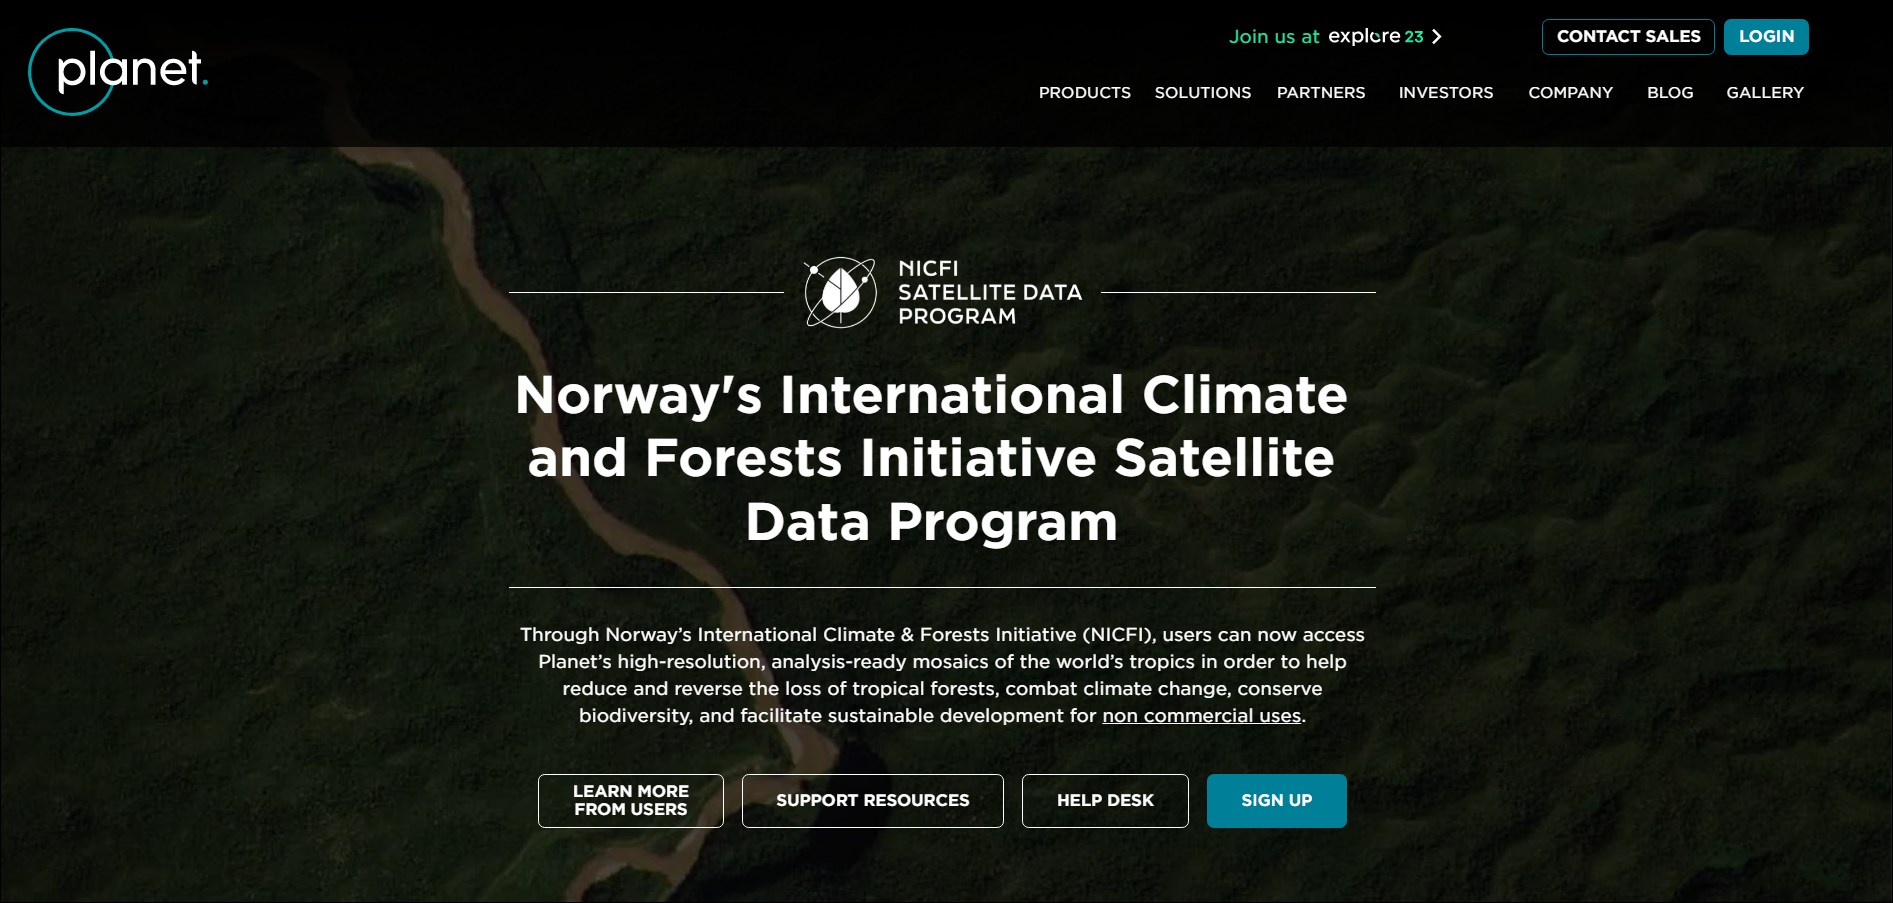 planet.
Join us at explore 23
CONTACT SALES
LOGIN
PRODUCTS
SOLUTIONS
PARTNERS
INVESTORS
COMPANY
BLOG
GALLERY
NICFI
SATELLITE DATA
PROGRAM
Norway's International Climate
and Forests Initiative Satellite
Data Program
Through Norway’s International Climate & Forests Initiative (NICFI), users can now access
Planet’s high-resolution, analysis-ready mosaics of the world’s tropics in order to help
reduce and reverse the loss of tropical forests, combat climate change, conserve
biodiversity, and facilitate sustainable development for non commercial uses.
LEARN MORE
FROM USERS
SUPPORT RESOURCES
HELP DESK
SIGN UP